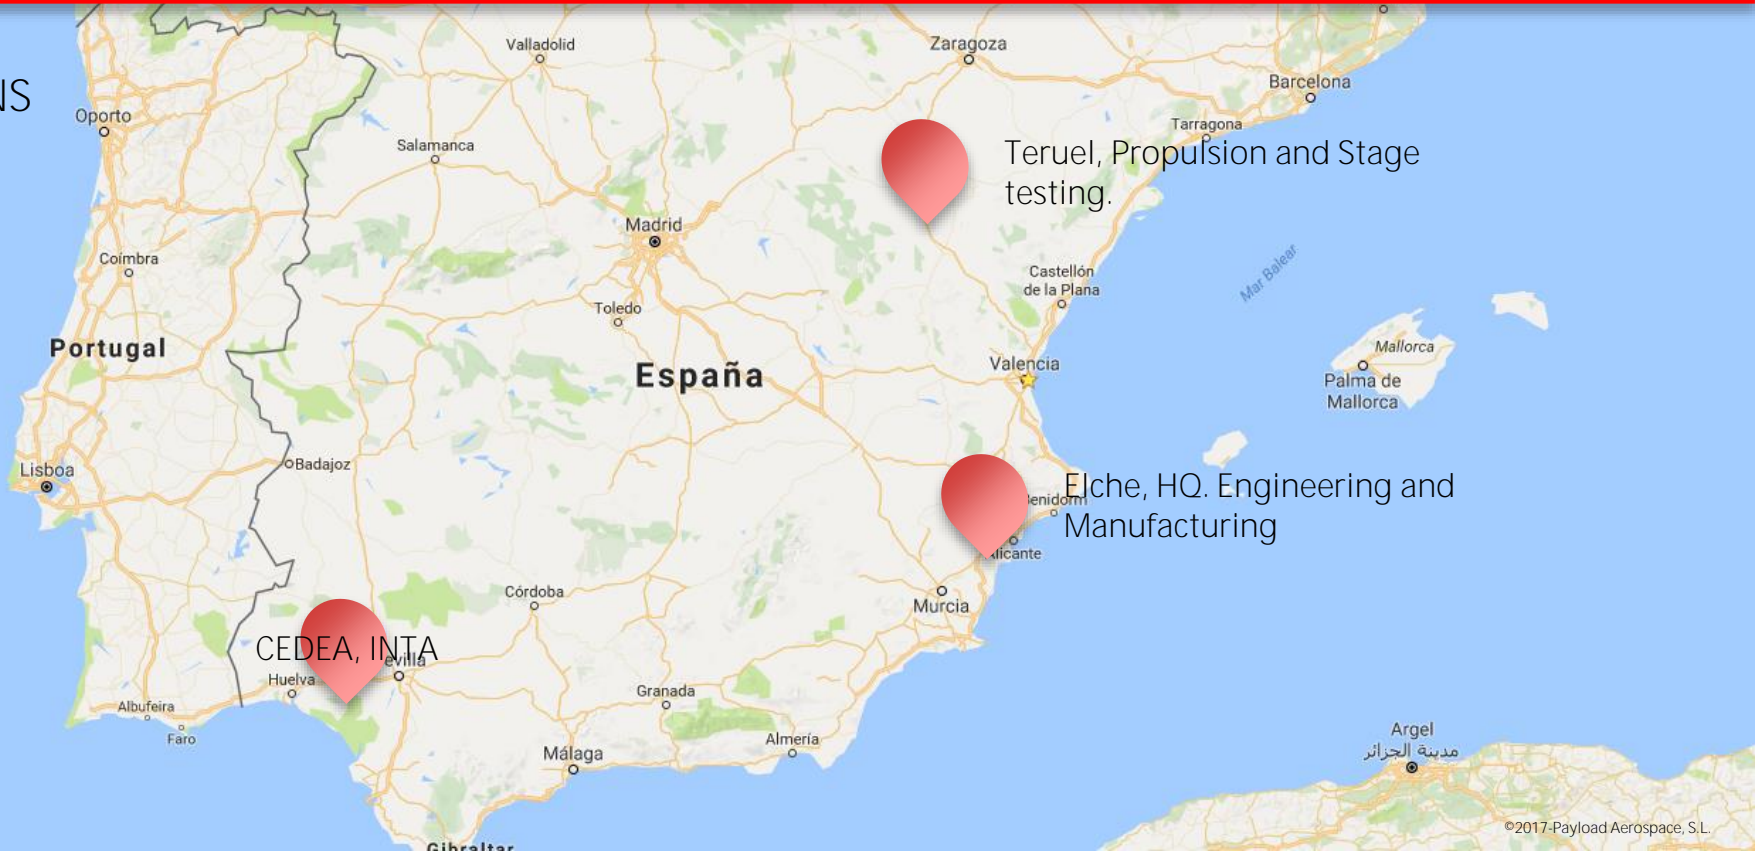 NS
Valladolid
Zaragoza
Barcelona
Oporto
Tarragona
Salamanca
Teruel, Propulsion and Stage
testing.
Madrid
Coímbra
Castellón
de la Plana
Mar Balear
Toledo
Portugal
España
Valencia
Mallorca
Palma de
Mallorca
Lisboa
Badajoz
Elche, HQ. Engineering and
Manufacturing
Benidorm
Alicante
Córdoba
Murcia
CEDEA, INTA
Sevilla
Huelva
Granada
Albufeira
Faro
Almería
Málaga
Argel
مدينة الجزائر
©2017-Payload Aerospace, S.L.
Gibraltar